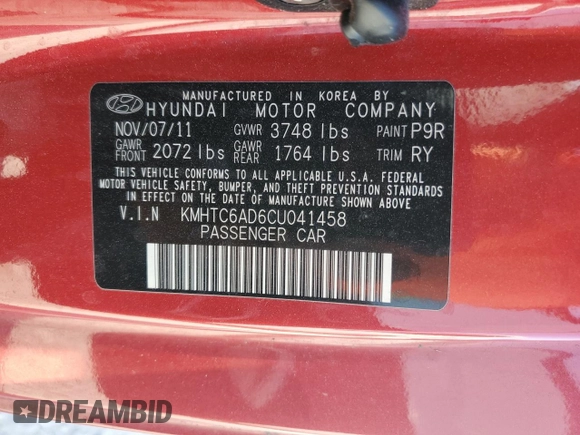 MANUFACTURED IN KOREA BY
HYUNDAI MOTOR COMPANY
NOV/07/11 GVWR 3748 lbs PAINT P9R
GAWR FRONT 2072 lbs GAWR REAR 1764 lbs TRIM RY
THIS VEHICLE CONFORMS TO ALL APPLICABLE U.S.A. FEDERAL
MOTOR VEHICLE SAFETY, BUMPER, AND THEFT PREVENTION STANDARDS
IN EFFECT ON THE DATE OF MANUFACTURE SHOWN ABOVE.
V.I.N KMHTC6AD6CU041458
PASSENGER CAR
DREAMBID